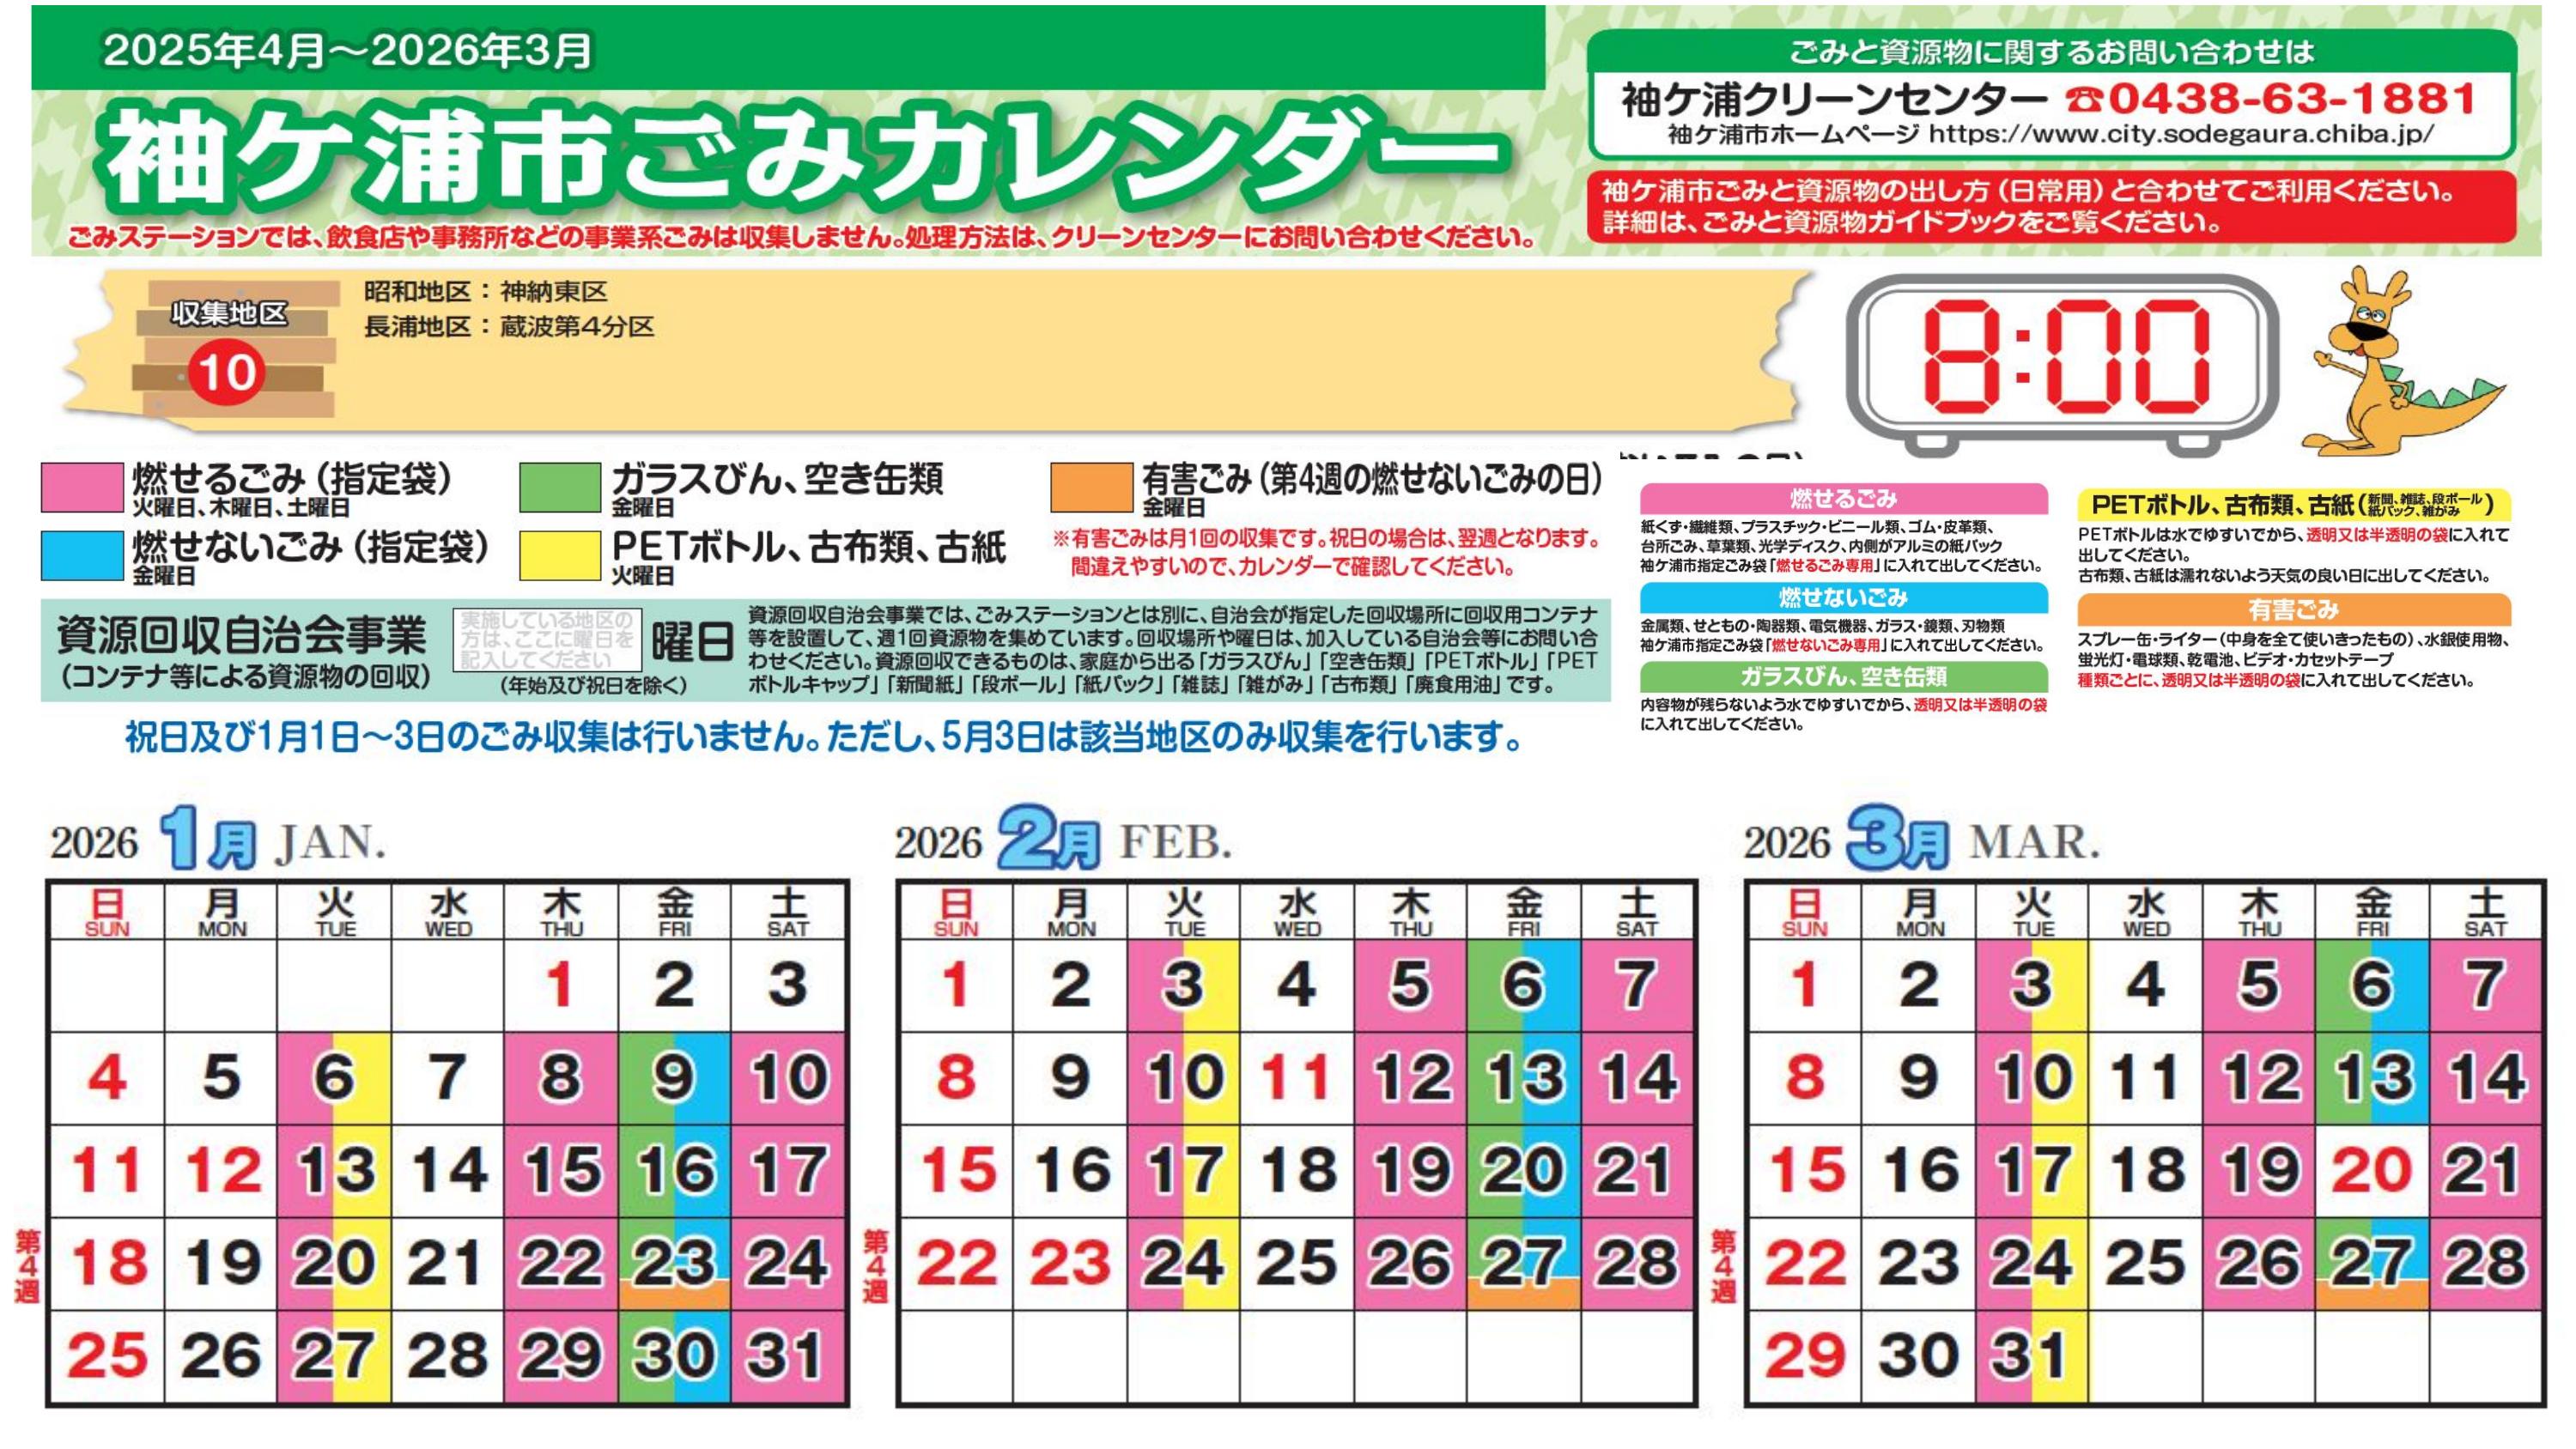 2025年4月～2026年3月
袖ケ浦市ごみカレンダー
ごみステーションでは、飲食店や事務所などの事業系ごみは収集しません。処理方法は、クリーンセンターにお問い合わせください。
ごみと資源物に関するお問い合わせは
袖ケ浦クリーンセンター ☎0438-63-1881
袖ケ浦市ホームページ https://www.city.sodegaura.chiba.jp/
袖ケ浦市ごみと資源物の出し方（日常用）と合わせてご利用ください。
詳細は、ごみと資源物ガイドブックをご覧ください。
収集地区
10
昭和地区：神納東区
長浦地区：蔵波第4分区
8:00
燃せるごみ（指定袋）
火曜日、木曜日、土曜日
燃せないごみ（指定袋）
金曜日
ガラスびん、空き缶類
金曜日
PETボトル、古布類、古紙
火曜日
有害ごみ（第4週の燃せないごみの日）
金曜日
※有害ごみは月1回の収集です。祝日の場合は、翌週となります。
間違えやすいので、カレンダーで確認してください。
資源回収自治会事業
（コンテナ等による資源物の回収）
実施している地区の
方は、ここに曜日を
記入してください
曜日
（年始及び祝日を除く）
資源回収自治会事業では、ごみステーションとは別に、自治会が指定した回収場所に回収用コンテナ
等を設置して、週1回資源物を集めています。回収場所や曜日は、加入している自治会等にお問い合
わせください。資源回収できるものは、家庭から出る「ガラスびん」「空き缶類」「PETボトル」「PET
ボトルキャップ」「新聞紙」「段ボール」「紙パック」「雑誌」「雑がみ」「古布類」「廃食用油」です。
祝日及び1月1日～3日のごみ収集は行いません。ただし、5月3日は該当地区のみ収集を行います。
燃せるごみ
紙くず・繊維類、プラスチック・ビニール類、ゴム・皮革類、
台所ごみ、草葉類、光学ディスク、内側がアルミの紙パック
袖ケ浦市指定ごみ袋「燃せるごみ専用」に入れて出してください。
燃せないごみ
金属類、せともの・陶器類、電気機器、ガラス・鏡類、刃物類
袖ケ浦市指定ごみ袋「燃せないごみ専用」に入れて出してください。
ガラスびん、空き缶類
内容物が残らないよう水でゆすいでから、透明又は半透明の袋
に入れて出してください。
PETボトル、古布類、古紙（新聞、雑誌、段ボール 紙パック、雑がみ）
PETボトルは水でゆすいでから、透明又は半透明の袋に入れて
出してください。
古布類、古紙は濡れないよう天気の良い日に出してください。
有害ごみ
スプレー缶・ライター（中身を全て使いきったもの）、水銀使用物、
蛍光灯・電球類、乾電池、ビデオ・カセットテープ
種類ごとに、透明又は半透明の袋に入れて出してください。
2026 1月 JAN.
日 月 火 水 木 金 土
SUN MON TUE WED THU FRI SAT
1 2 3
4 5 6 7 8 9 10
11 12 13 14 15 16 17
第4週 18 19 20 21 22 23 24
25 26 27 28 29 30 31
2026 2月 FEB.
日 月 火 水 木 金 土
SUN MON TUE WED THU FRI SAT
1 2 3 4 5 6 7
8 9 10 11 12 13 14
15 16 17 18 19 20 21
第4週 22 23 24 25 26 27 28
2026 3月 MAR.
日 月 火 水 木 金 土
SUN MON TUE WED THU FRI SAT
1 2 3 4 5 6 7
8 9 10 11 12 13 14
15 16 17 18 19 20 21
第4週 22 23 24 25 26 27 28
29 30 31